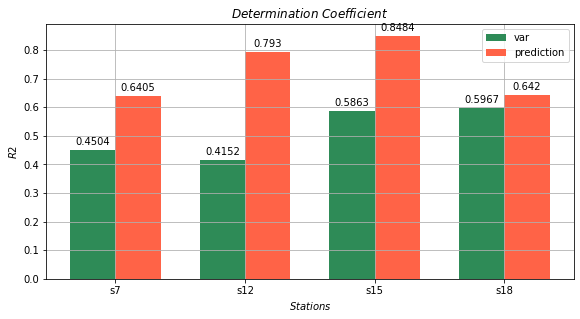 Determination Coefficient
var
prediction
R2
0.8
0.7
0.6
0.5
0.4
0.3
0.2
0.1
0.0
0.4504
0.6405
0.4152
0.793
0.5863
0.8484
0.5967
0.642
s7
s12
s15
s18
Stations